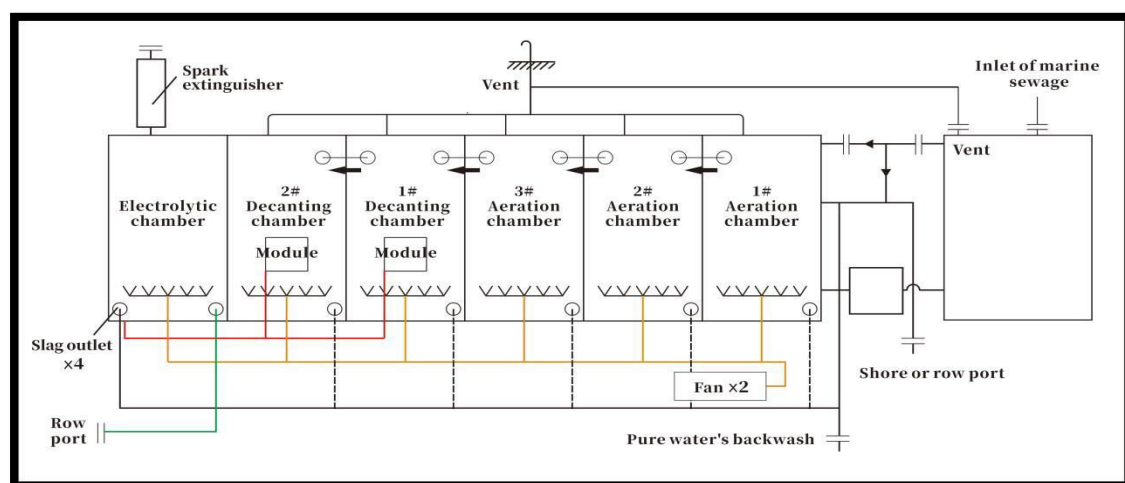 Spark
extinguisher
Vent
Inlet of marine
sewage
Vent
Electrolytic
chamber
2#
Decanting
chamber
1#
Decanting
chamber
3#
Aeration
chamber
2#
Aeration
chamber
1#
Aeration
chamber
Module
Module
Slag outlet
×4
Fan ×2
Shore or row port
Row
port
Pure water's backwash